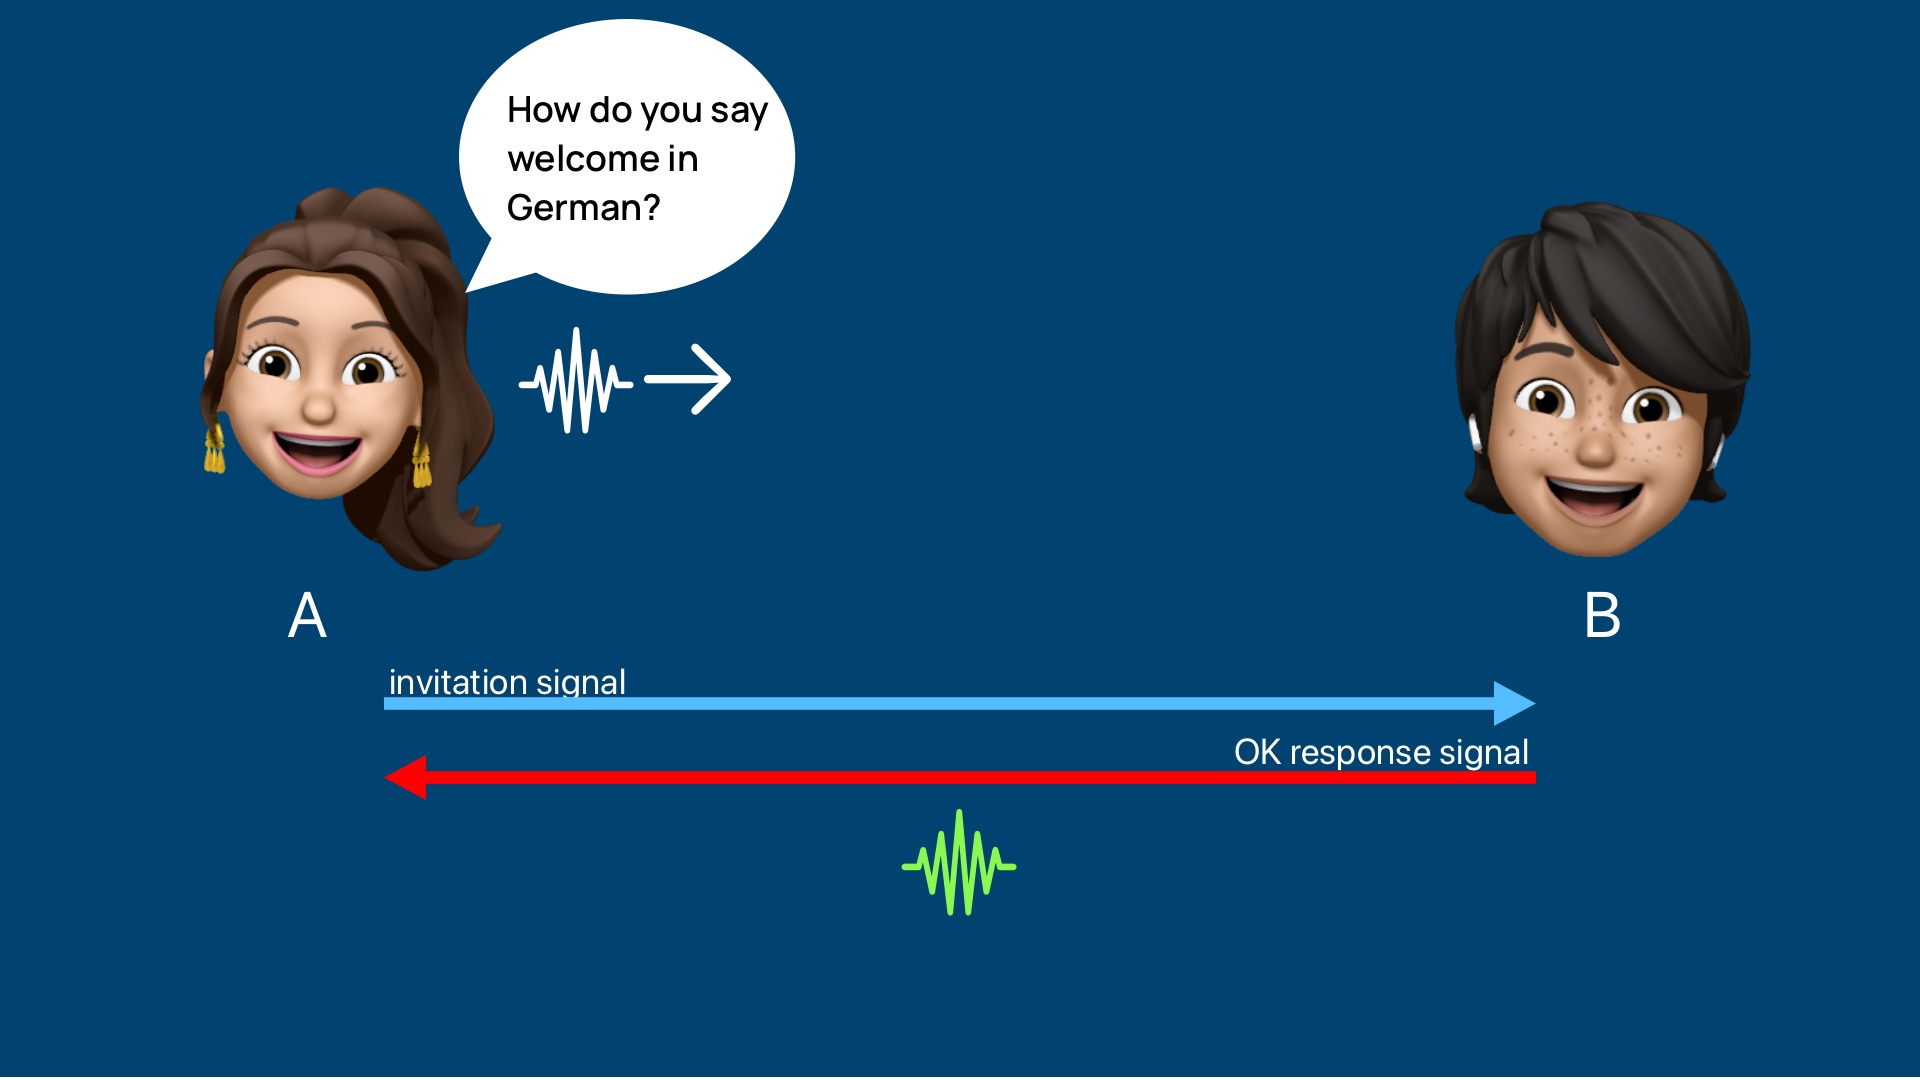 How do you say
welcome in
German?
A
B
invitation signal
OK response signal